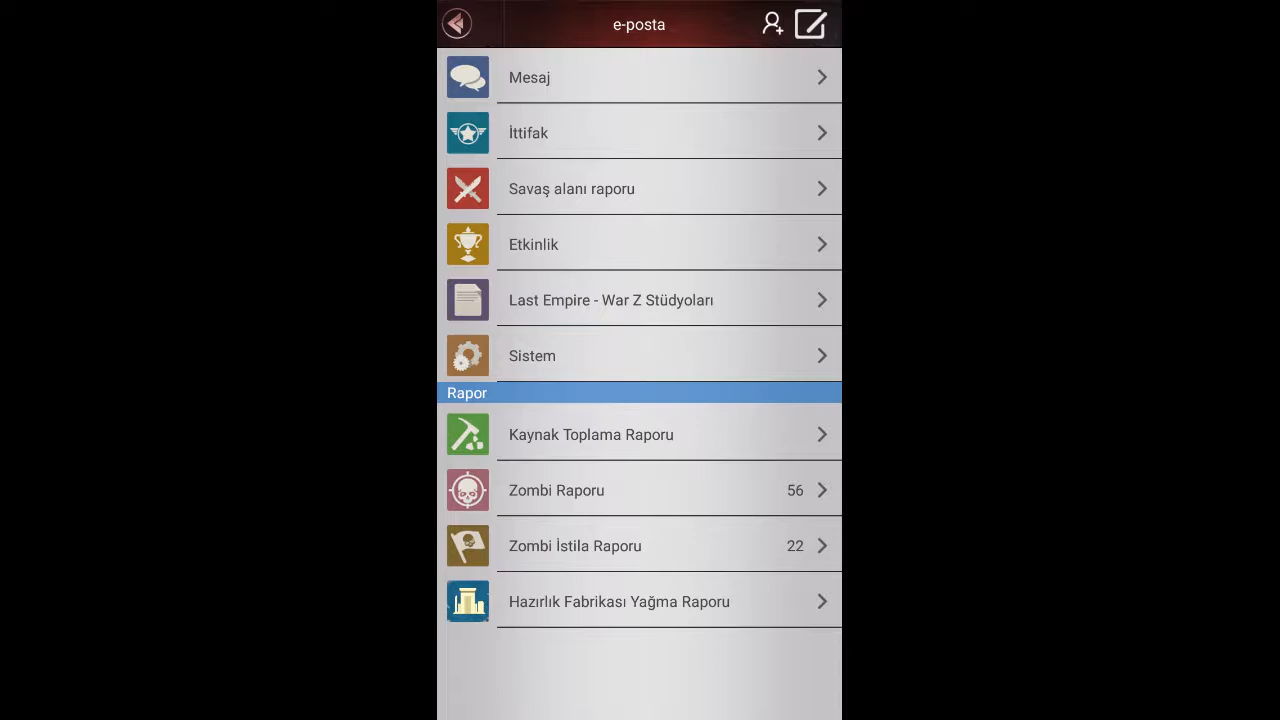 e-posta
Mesaj
İttifak
Savaş alanı raporu
Etkinlik
Last Empire - War Z Stüdyoları
Sistem
Rapor
Kaynak Toplama Raporu
Zombi Raporu 56
Zombi İstila Raporu 22
Hazırlık Fabrikası Yağma Raporu